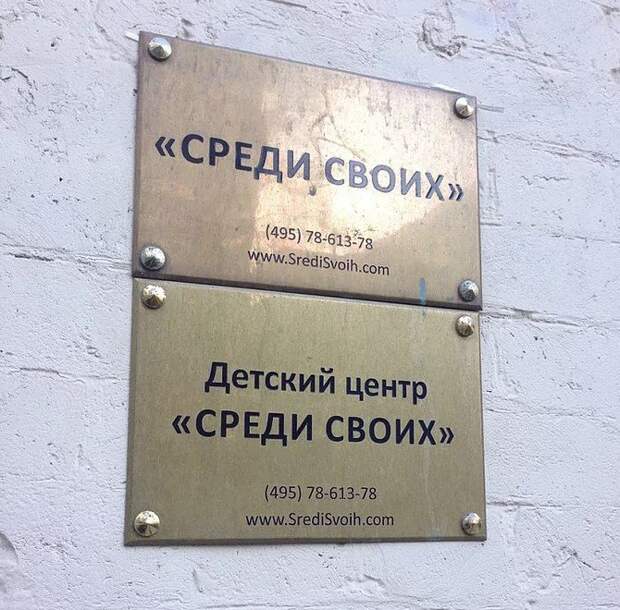 «СРЕДИ СВОИХ»
(495) 78-613-78
www.SrediSvoih.com
Детский центр
«СРЕДИ СВОИХ»
(495) 78-613-78
www.SrediSvoih.com